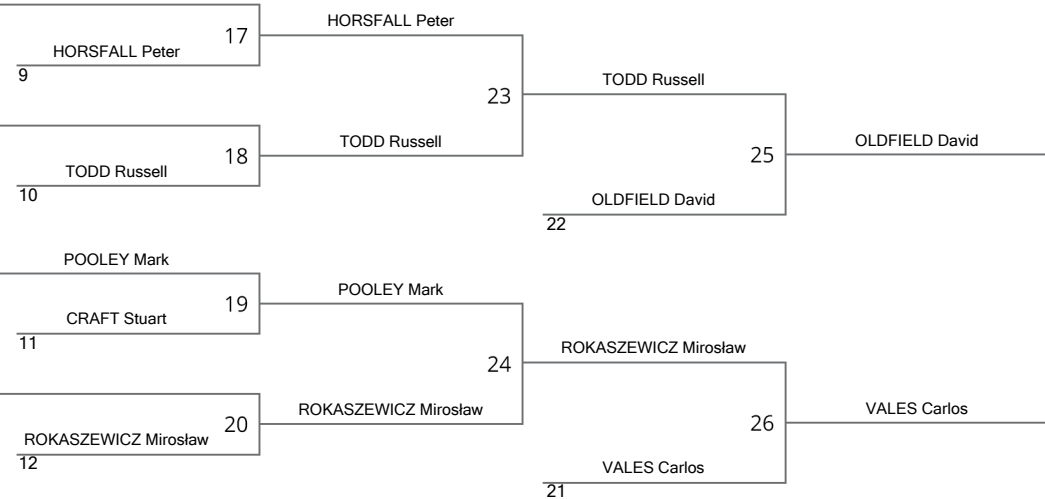 HORSFALL Peter
17
HORSFALL Peter
9
TODD Russell
23
TODD Russell
18
TODD Russell
10
OLDFIELD David
25
OLDFIELD David
22
POOLEY Mark
POOLEY Mark
19
CRAFT Stuart
11
ROKASZEWICZ Mirosław
24
ROKASZEWICZ Mirosław
20
ROKASZEWICZ Mirosław
12
VALES Carlos
26
VALES Carlos
21